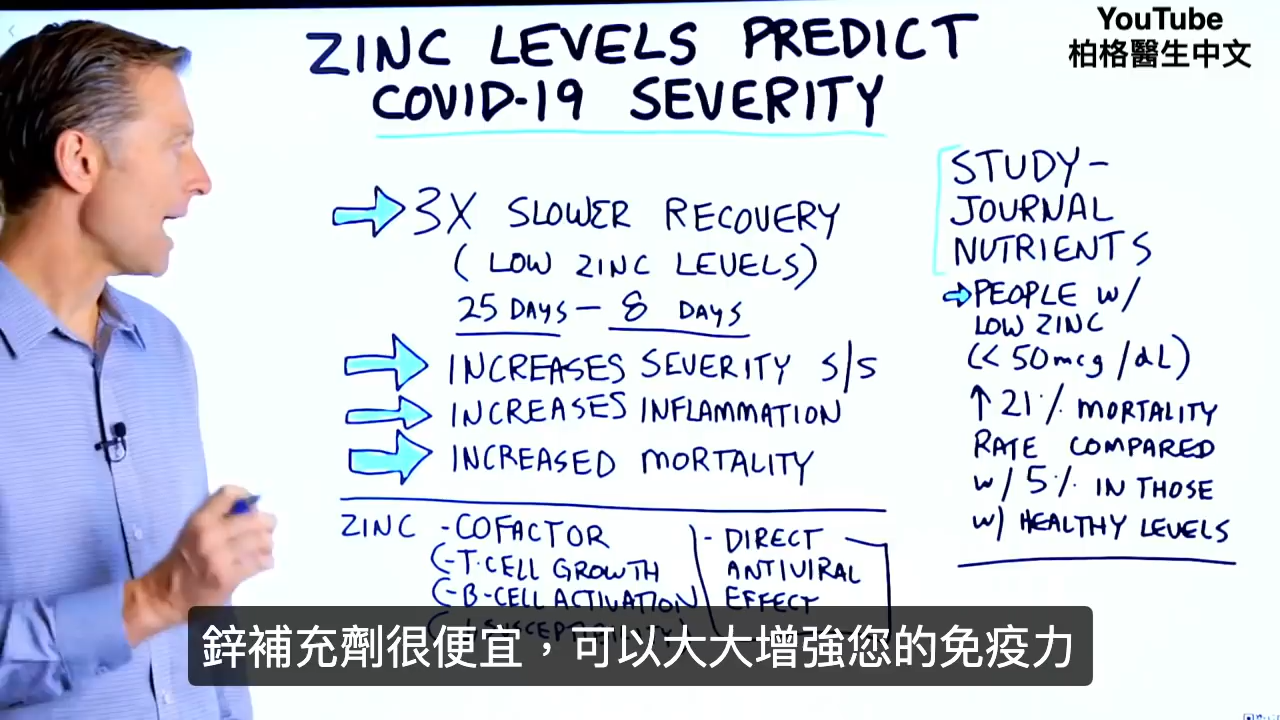 ZINC LEVELS PREDICT
COVID-19 SEVERITY
YouTube
柏格醫生中文
3X SLOWER RECOVERY
(LOW ZINC LEVELS)
25 DAYS - 8 DAYS
INCREASES SEVERITY S/S
INCREASES INFLAMMATION
INCREASED MORTALITY
STUDY-
JOURNAL
NUTRIENTS
PEOPLE W/
LOW ZINC
(< 50mcg/dL)
↑ 21% MORTALITY
RATE COMPARED
W/ 5% IN THOSE
W/ HEALTHY LEVELS
ZINC - COFACTOR
- T-CELL GROWTH
- B-CELL ACTIVATION
- DIRECT
ANTIVIRAL
EFFECT
鋅補充劑很便宜，可以大大增強您的免疫力